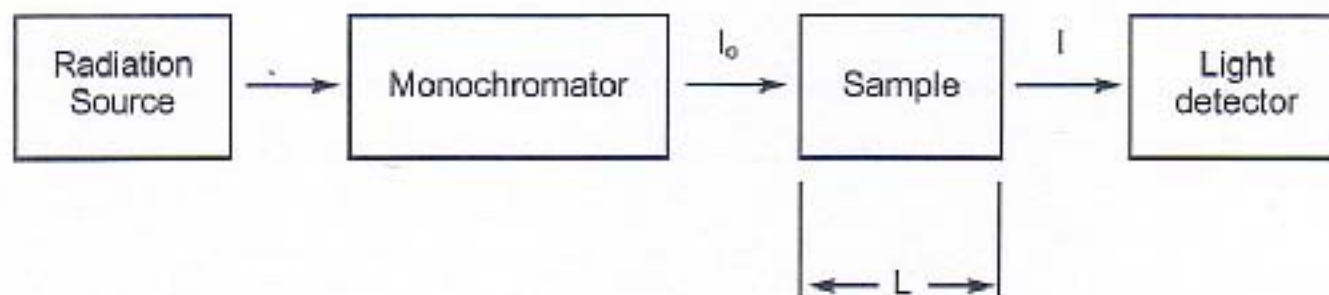 Radiation
Source
Monochromator
I₀
Sample
I
Light
detector
L